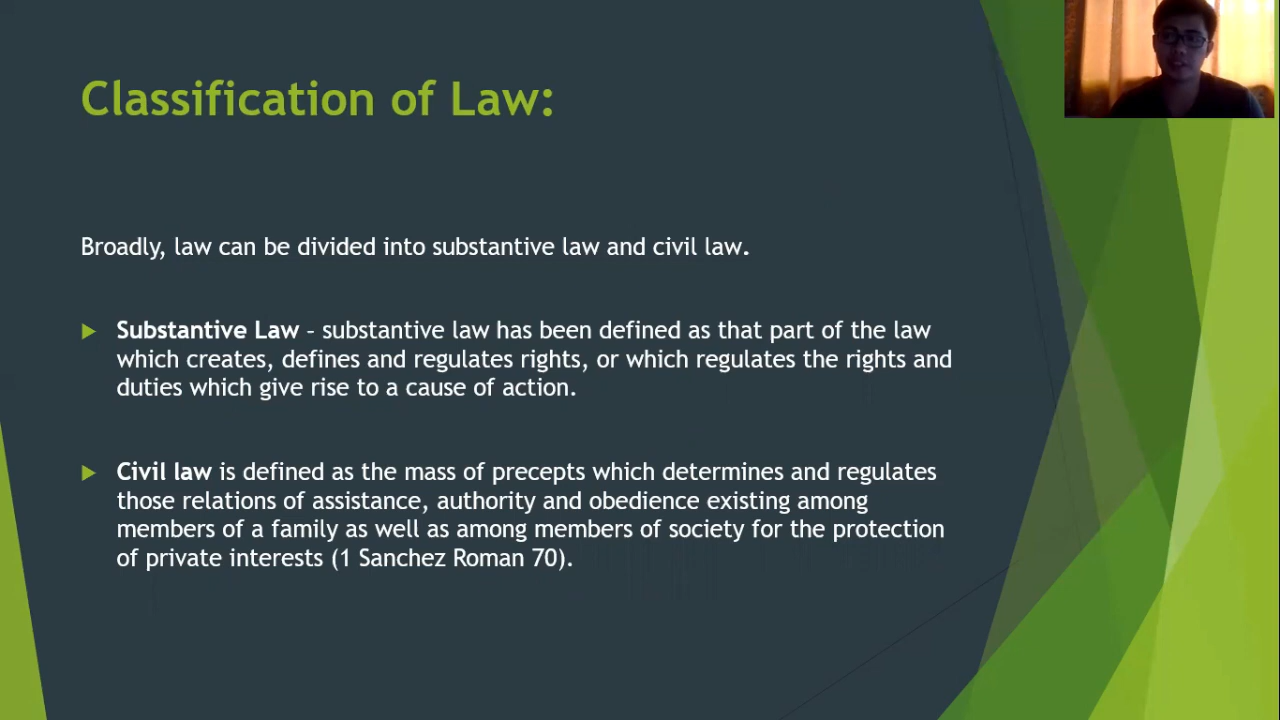 Classification of Law:
Broadly, law can be divided into substantive law and civil law.
Substantive Law – substantive law has been defined as that part of the law
which creates, defines and regulates rights, or which regulates the rights and
duties which give rise to a cause of action.
Civil law is defined as the mass of precepts which determines and regulates
those relations of assistance, authority and obedience existing among
members of a family as well as among members of society for the protection
of private interests (1 Sanchez Roman 70).